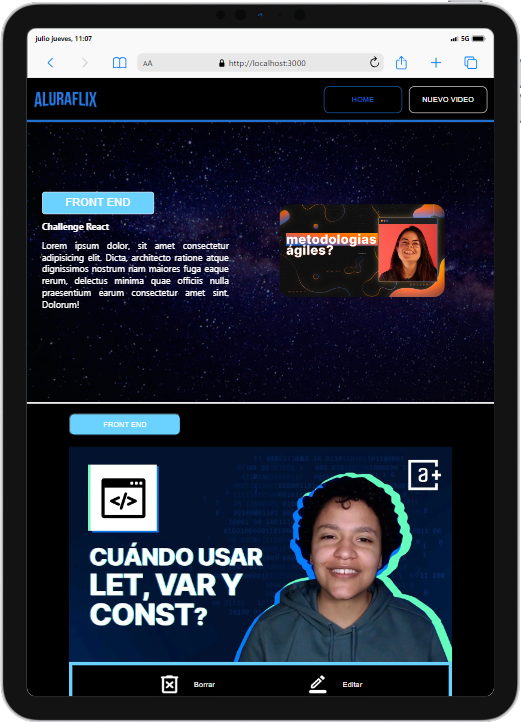 julio jueves, 11:07
5G
AA
http://localhost:3000
ALURAFLIX
HOME
NUEVO VIDEO
FRONT END
Challenge React
Lorem ipsum dolor, sit amet consectetur
adipisicing elit. Dicta, architecto ratione atque
dignissimos nostrum nam maiores fuga eaque
rerum, delectus minima quae officiis nulla
praesentium earum consectetur amet sint.
Dolorum!
metodologias
ágiles?
FRONT END
</>
a+
CUÁNDO USAR
LET, VAR Y
CONST?
Borrar
Editar